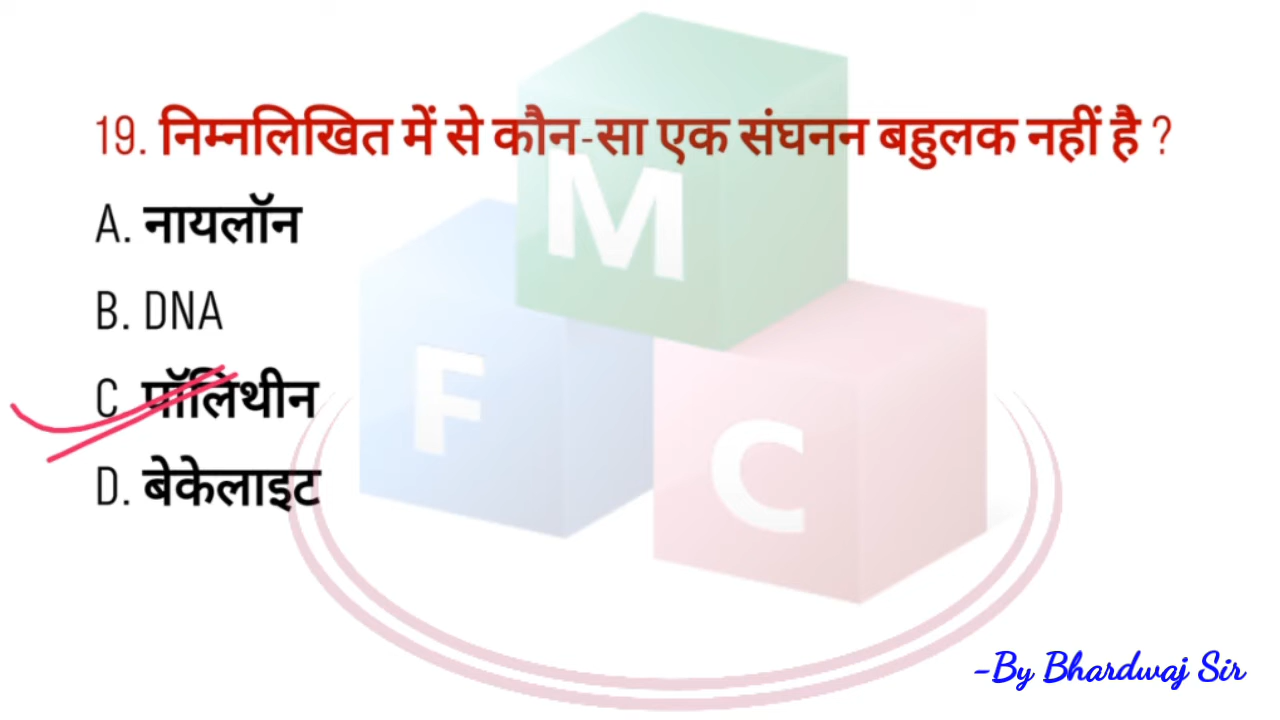 19. निम्नलिखित में से कौन-सा एक संघनन बहुलक नहीं है ?
A. नायलॉन
B. DNA
C पॉलिथीन
D. बेकेलाइट
M
F
C
-By Bhardwaj Sir